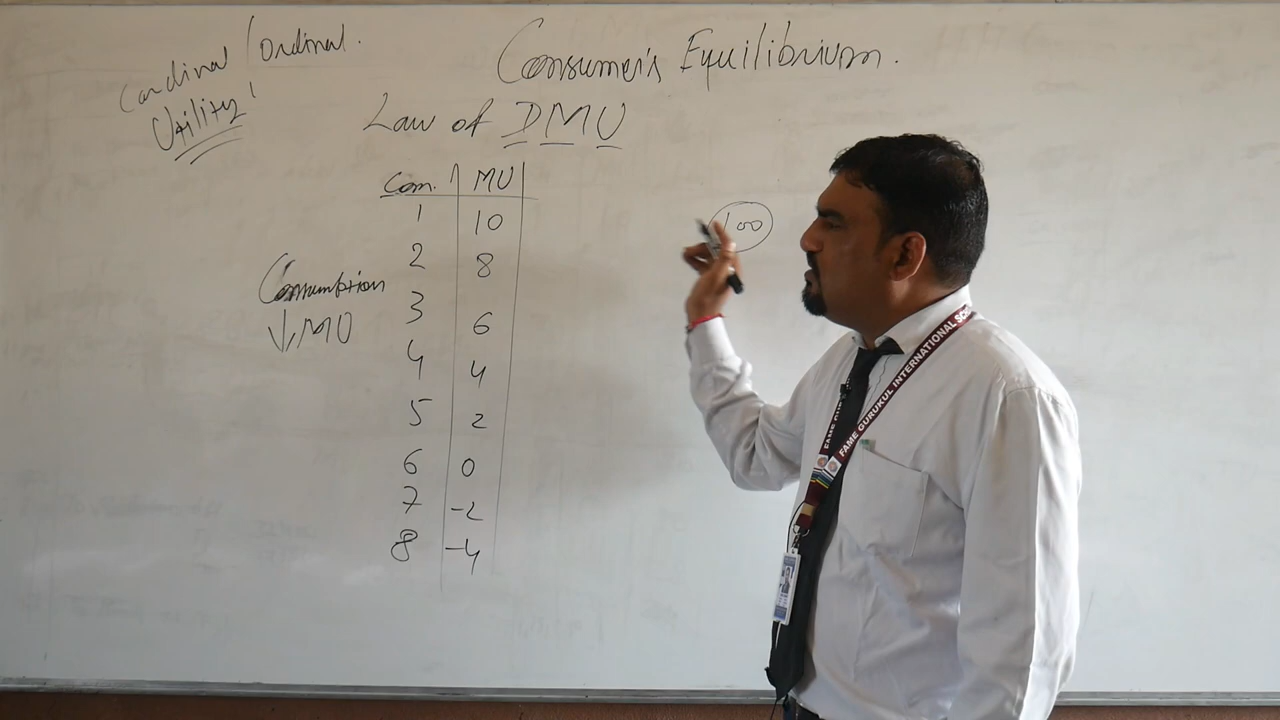 Cardinal / Ordinal.
Utility
Consumer's Equilibrium.
Law of DMU
Com. ↑ MU
1 10
2 8
3 6
4 4
5 2
6 0
7 -2
8 -4
Consumption
↓ MU
100
FAME GURUKUL INTERNATIONAL SCH